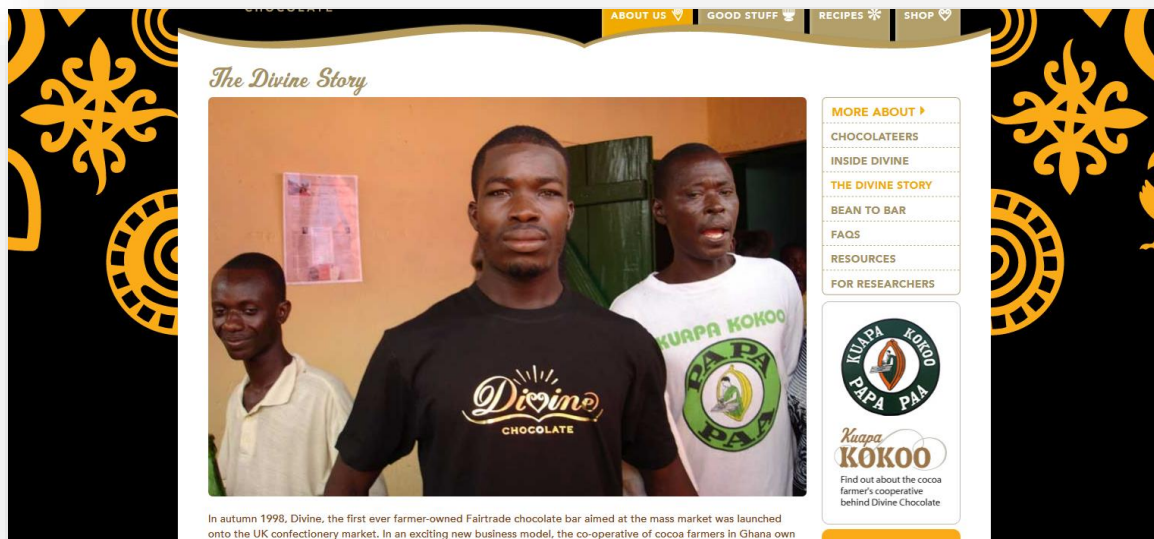 CHOCOLATE
ABOUT US
GOOD STUFF
RECIPES
SHOP
The Divine Story
MORE ABOUT
CHOCOLATEERS
INSIDE DIVINE
THE DIVINE STORY
BEAN TO BAR
FAQS
RESOURCES
FOR RESEARCHERS
KUAPA KOKOO
PAPA
PAA
Divine
CHOCOLATE
KUAPA KOKOO
PAPA PAA
Kuapa
KOKOO
Find out about the cocoa
farmer's cooperative
behind Divine Chocolate
In autumn 1998, Divine, the first ever farmer-owned Fairtrade chocolate bar aimed at the mass market was launched
onto the UK confectionery market. In an exciting new business model, the co-operative of cocoa farmers in Ghana own